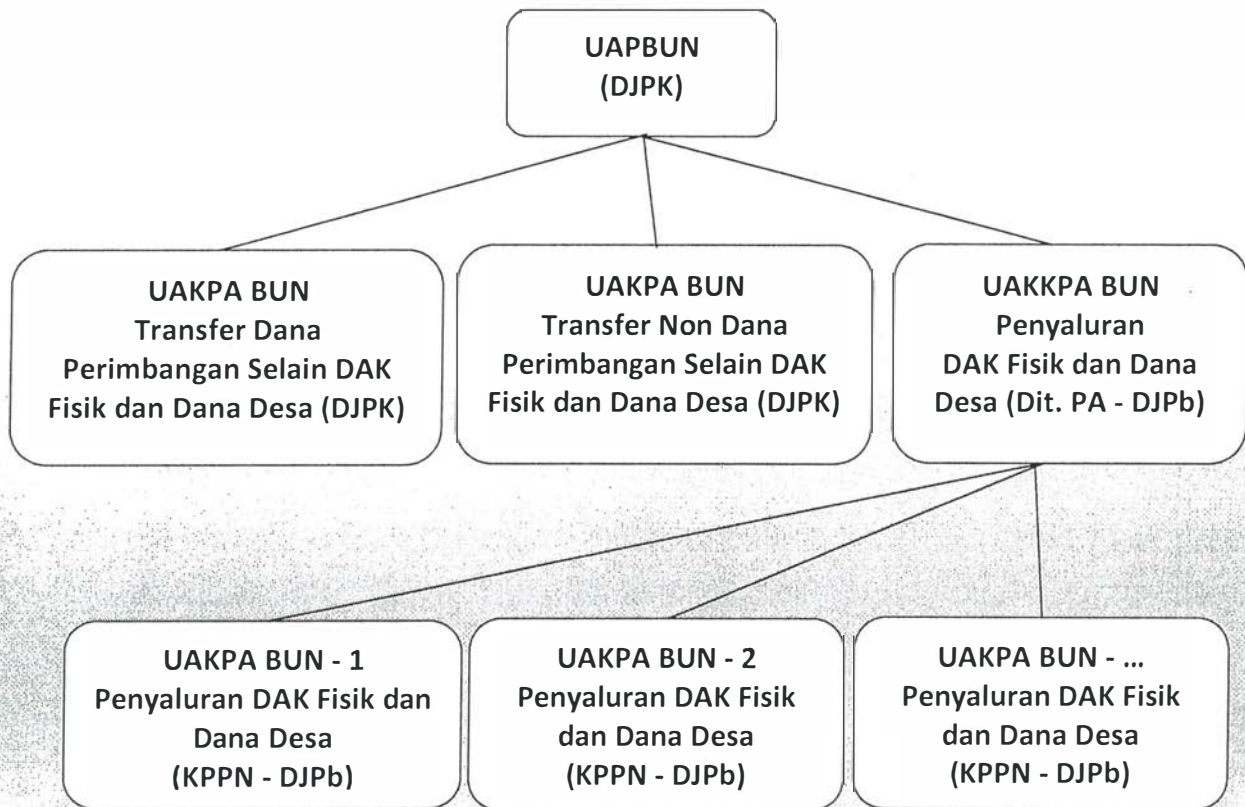 UAPBUN
(DJPK)
UAKPA BUN
Transfer Dana
Perimbangan Selain DAK
Fisik dan Dana Desa (DJPK)
UAKPA BUN
Transfer Non Dana
Perimbangan Selain DAK
Fisik dan Dana Desa (DJPK)
UAKKPA BUN
Penyaluran
DAK Fisik dan Dana
Desa (Dit. PA - DJPb)
UAKPA BUN - 1
Penyaluran DAK Fisik dan
Dana Desa
(KPPN - DJPb)
UAKPA BUN - 2
Penyaluran DAK Fisik
dan Dana Desa
(KPPN - DJPb)
UAKPA BUN - ...
Penyaluran DAK Fisik
dan Dana Desa
(KPPN - DJPb)